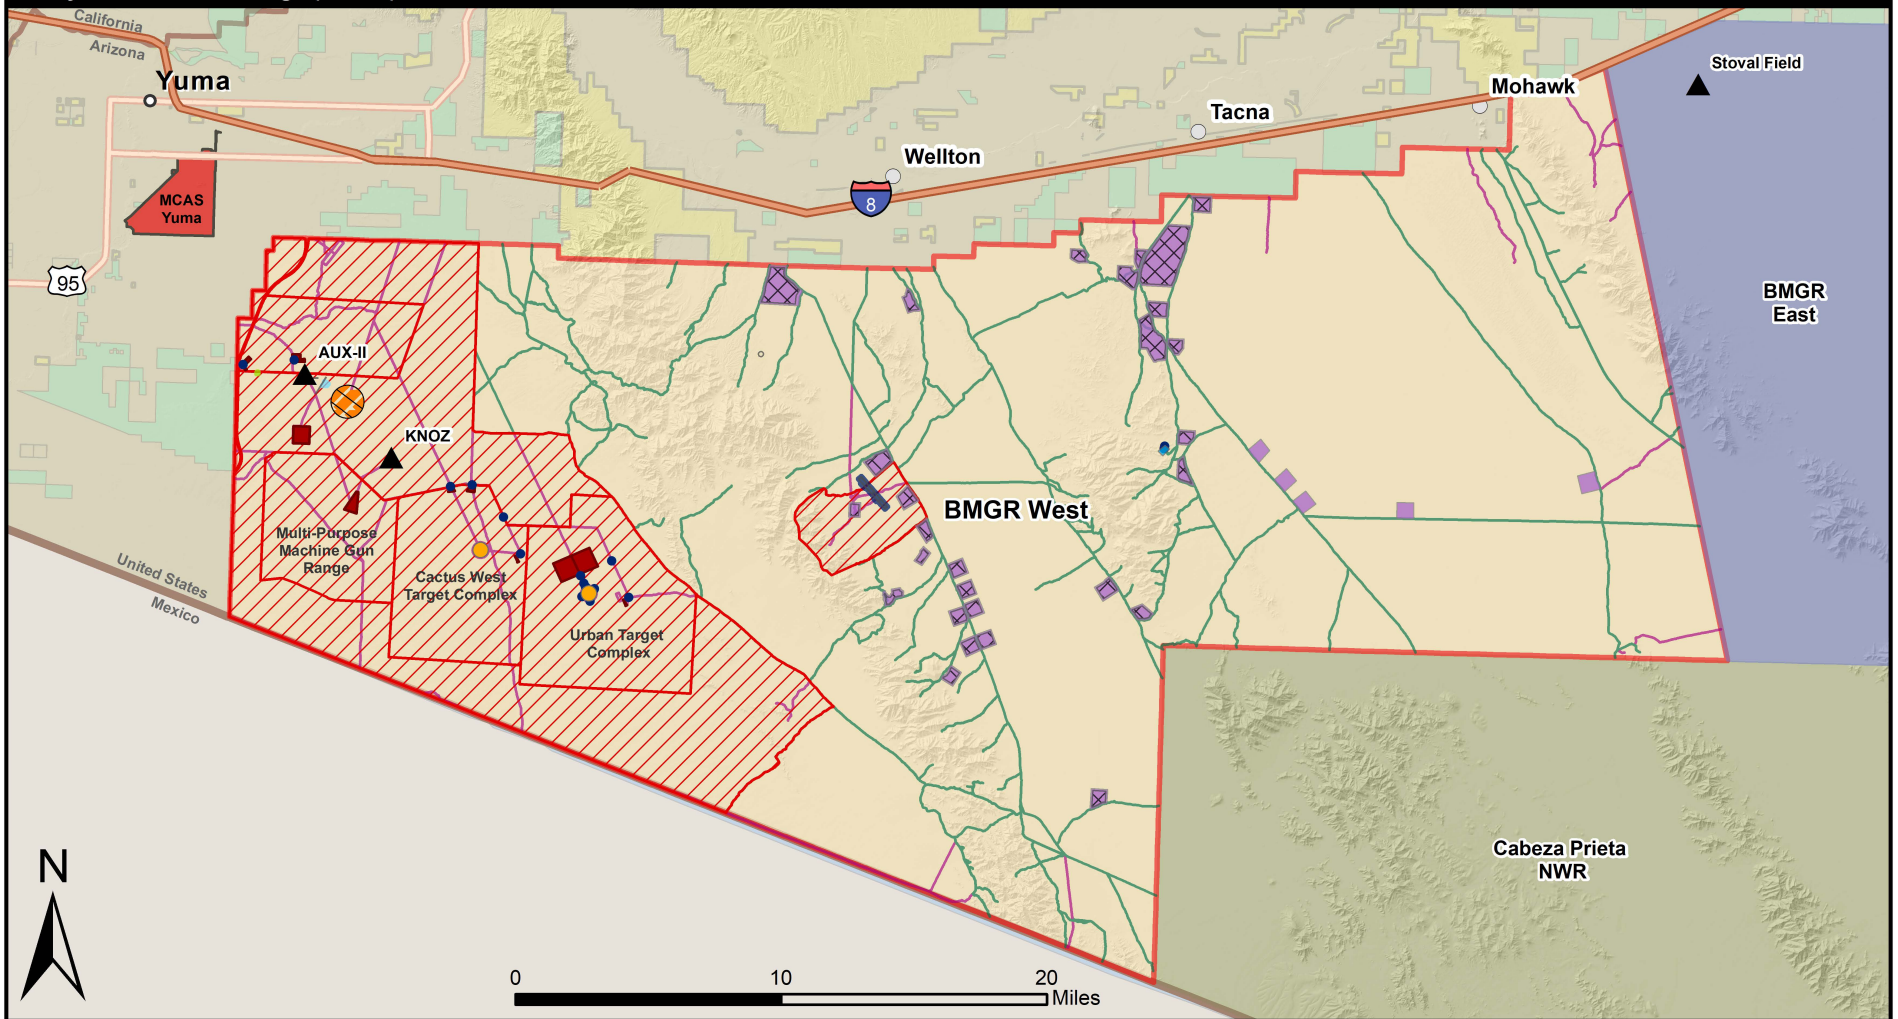 California
Arizona
Yuma
Stoval Field
Mohawk
Tacna
Wellton
MCAS
Yuma
8
95
BMGR
East
AUX-II
KNOZ
BMGR West
Multi-Purpose
Machine Gun
Range
Cactus West
Target Complex
United States
Mexico
Urban Target
Complex
Cabeza Prieta
NWR
N
0
10
20
Miles